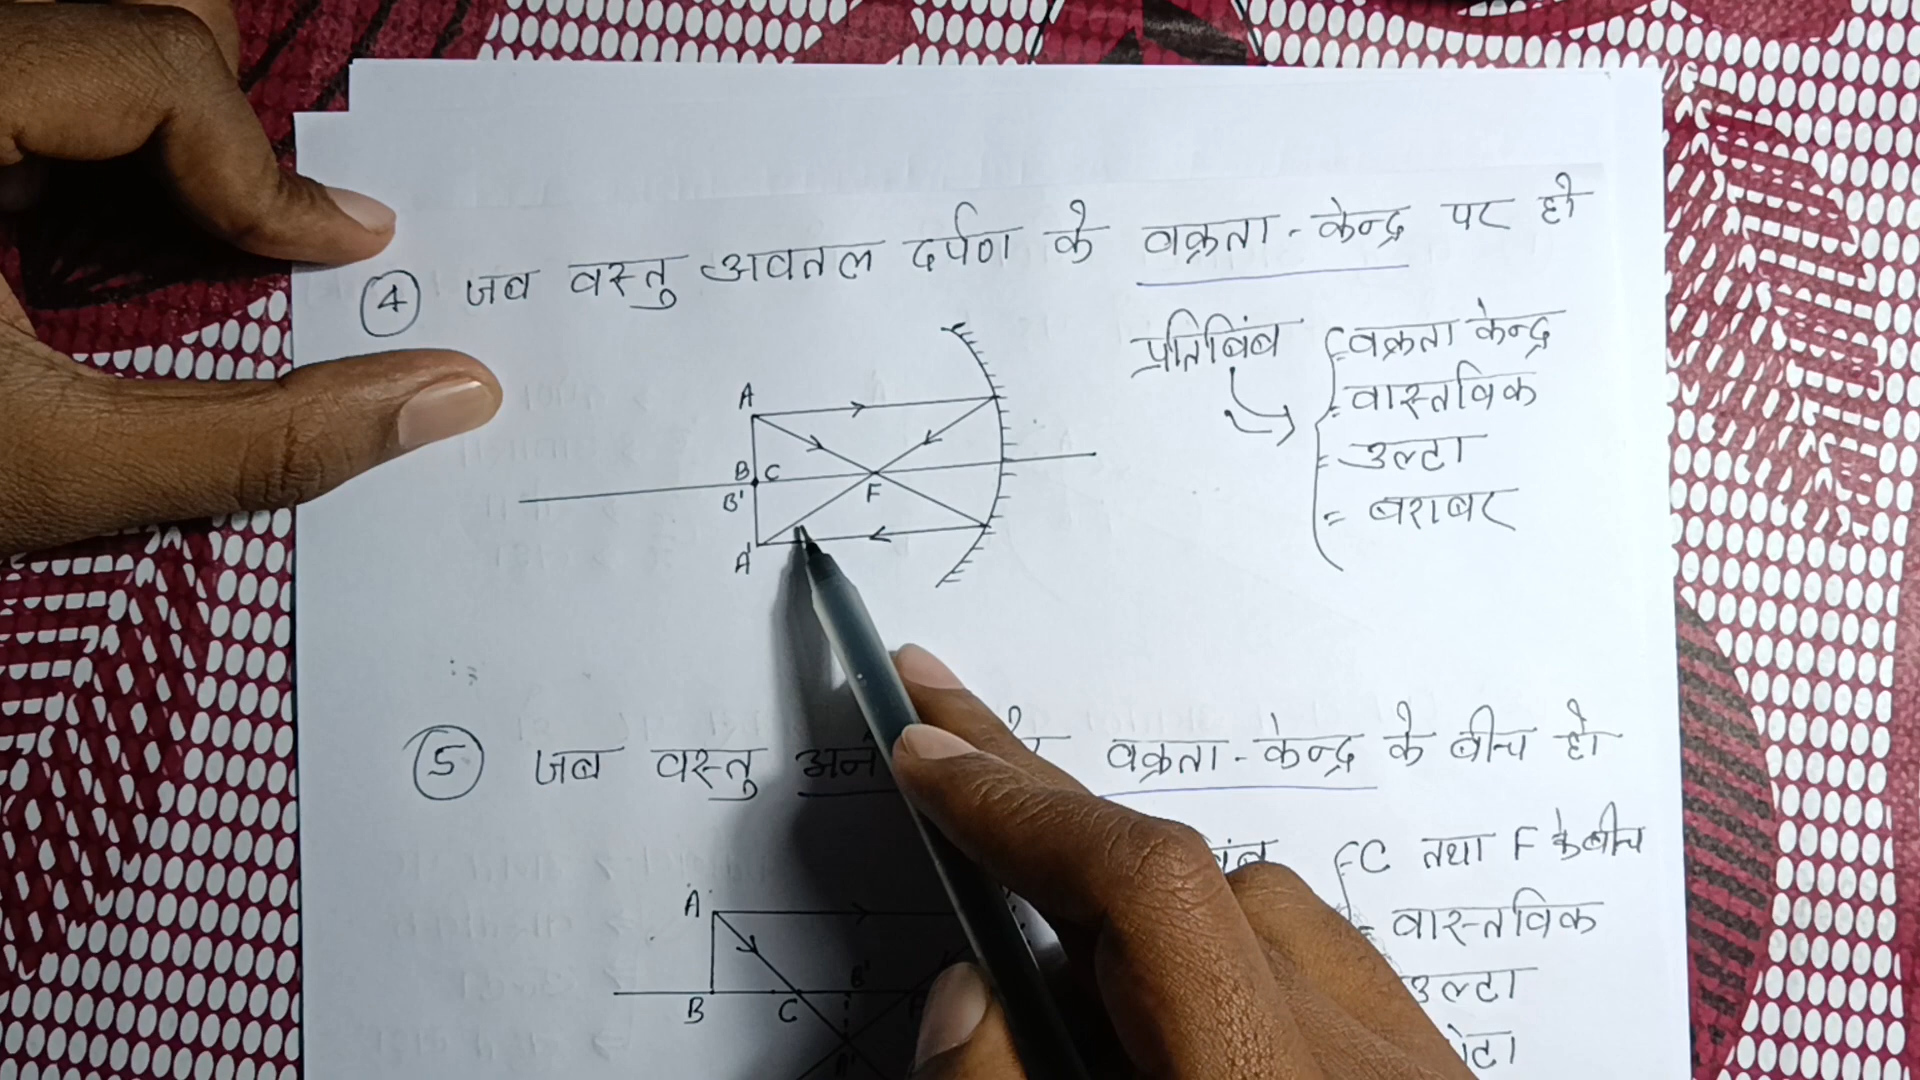 4 जब वस्तु अवतल दर्पण के वक्रता-केन्द्र पर हो
प्रतिबिंब
- वक्रता केन्द्र
= वास्तविक
= उल्टा
= बराबर
A
B C
B' F
A'
5 जब वस्तु वक्रता-केन्द्र के बीच हो
- C तथा F के बीच
= वास्तविक
उल्टा
A
B'
B C F